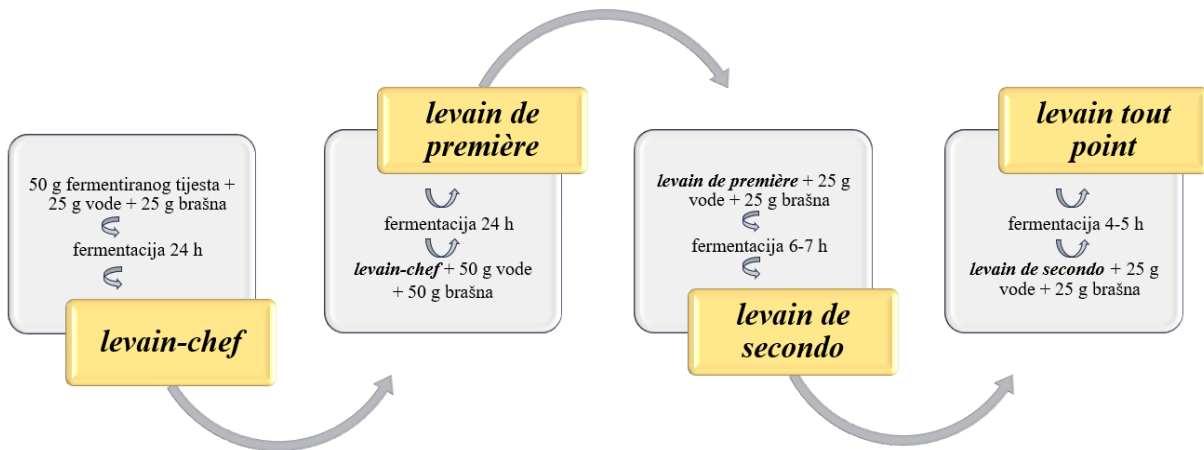 50 g fermentiranog tijesta +
25 g vode + 25 g brašna
fermentacija 24 h
levain-chef
levain de
première
fermentacija 24 h
levain-chef + 50 g vode
+ 50 g brašna
levain de première + 25 g
vode + 25 g brašna
fermentacija 6-7 h
levain de
secondo
levain tout
point
fermentacija 4-5 h
levain de secondo + 25 g
vode + 25 g brašna